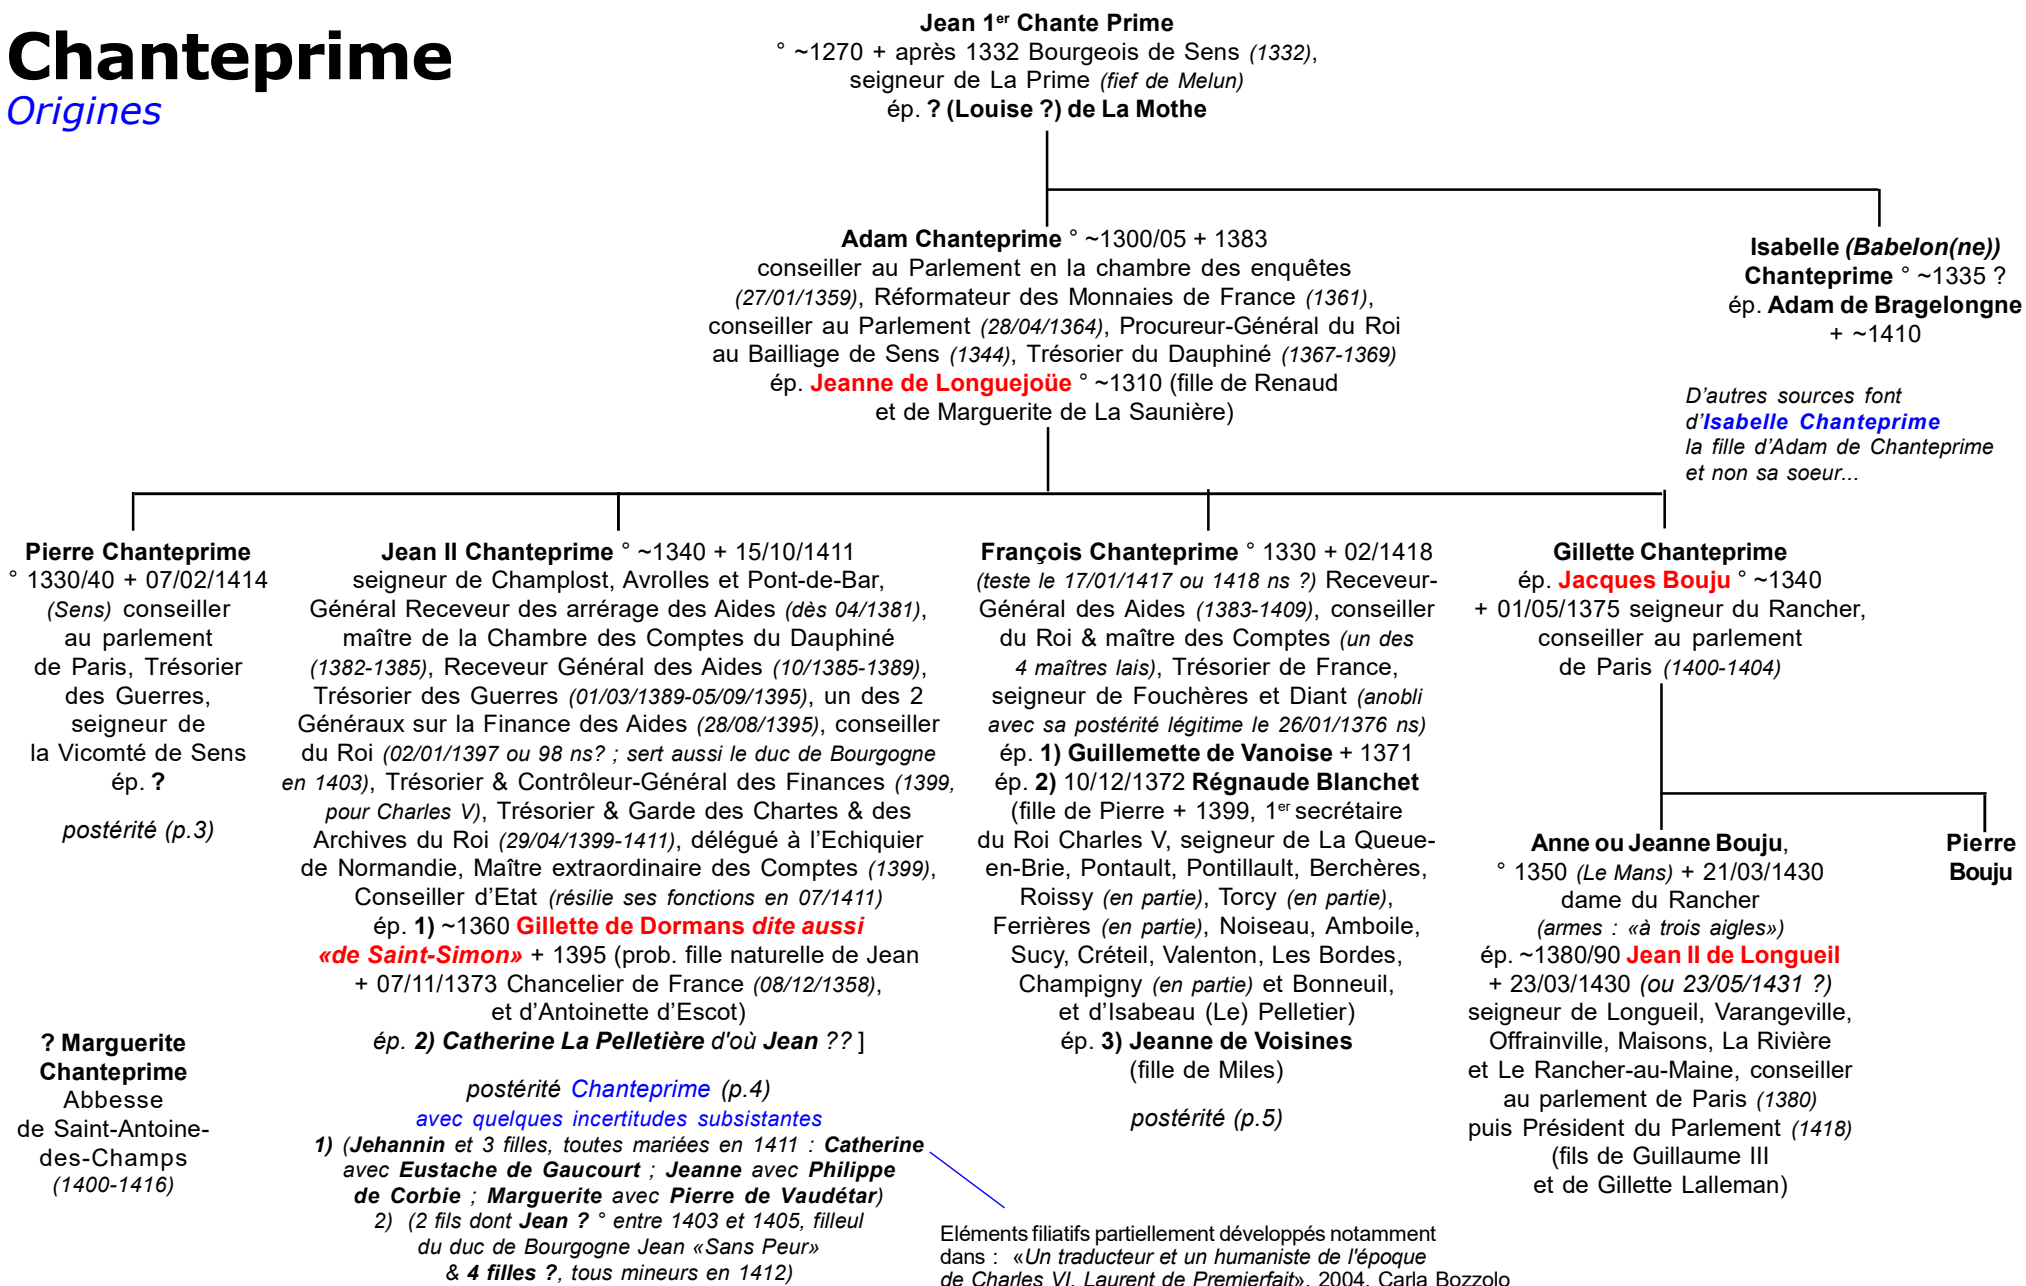 Chanteprime
Origines
Jean 1er Chante Prime
° ~1270 + après 1332 Bourgeois de Sens (1332),
seigneur de La Prime (fief de Melun)
ép. ? (Louise ?) de La Mothe
Adam Chanteprime ° ~1300/05 + 1383
conseiller au Parlement en la chambre des enquêtes
(27/01/1359), Réformateur des Monnaies de France (1361),
conseiller au Parlement (28/04/1364), Procureur-Général du Roi
au Bailliage de Sens (1344), Trésorier du Dauphiné (1367-1369)
ép. Jeanne de Longuejoüe ° ~1310 (fille de Renaud
et de Marguerite de La Saunière)
Isabelle (Babelon(ne))
Chanteprime ° ~1335 ?
ép. Adam de Bragelongne
+ ~1410
D'autres sources font
d'Isabelle Chanteprime
la fille d'Adam de Chanteprime
et non sa soeur...
Pierre Chanteprime
° 1330/40 + 07/02/1414
(Sens) conseiller
au parlement
de Paris, Trésorier
des Guerres,
seigneur de
la Vicomté de Sens
ép. ?
postérité (p.3)
? Marguerite
Chanteprime
Abbesse
de Saint-Antoine-
des-Champs
(1400-1416)
Jean II Chanteprime ° ~1340 + 15/10/1411
seigneur de Champlost, Avrolles et Pont-de-Bar,
Général Receveur des arrérage des Aides (dès 04/1381),
maître de la Chambre des Comptes du Dauphiné
(1382-1385), Receveur Général des Aides (10/1385-1389),
Trésorier des Guerres (01/03/1389-05/09/1395), un des 2
Généraux sur la Finance des Aides (28/08/1395), conseiller
du Roi (02/01/1397 ou 98 ns? ; sert aussi le duc de Bourgogne
en 1403), Trésorier & Contrôleur-Général des Finances (1399,
pour Charles V), Trésorier & Garde des Chartes & des
Archives du Roi (29/04/1399-1411), délégué à l'Echiquier
de Normandie, Maître extraordinaire des Comptes (1399),
Conseiller d'Etat (résilie ses fonctions en 07/1411)
ép. 1) ~1360 Gillette de Dormans dite aussi
«de Saint-Simon» + 1395 (prob. fille naturelle de Jean
+ 07/11/1373 Chancelier de France (08/12/1358),
et d'Antoinette d'Escot)
ép. 2) Catherine La Pelletière d'où Jean ?? ]
postérité Chanteprime (p.4)
avec quelques incertitudes subsistantes
1) (Jehannin et 3 filles, toutes mariées en 1411 : Catherine
avec Eustache de Gaucourt ; Jeanne avec Philippe
de Corbie ; Marguerite avec Pierre de Vaudétar)
2) (2 fils dont Jean ? ° entre 1403 et 1405, filleul
du duc de Bourgogne Jean «Sans Peur»
& 4 filles ?, tous mineurs en 1412)
François Chanteprime ° 1330 + 02/1418
(teste le 17/01/1417 ou 1418 ns ?) Receveur-
Général des Aides (1383-1409), conseiller
du Roi & maître des Comptes (un des
4 maîtres lais), Trésorier de France,
seigneur de Fouchères et Diant (anobli
avec sa postérité légitime le 26/01/1376 ns)
ép. 1) Guillemette de Vanoise + 1371
ép. 2) 10/12/1372 Régnaude Blanchet
(fille de Pierre + 1399, 1er secrétaire
du Roi Charles V, seigneur de La Queue-
en-Brie, Pontault, Pontillault, Berchères,
Roissy (en partie), Torcy (en partie),
Ferrières (en partie), Noiseau, Amboile,
Sucy, Créteil, Valenton, Les Bordes,
Champigny (en partie) et Bonneuil,
et d'Isabeau (Le) Pelletier)
ép. 3) Jeanne de Voisines
(fille de Miles)
postérité (p.5)
Gillette Chanteprime
ép. Jacques Bouju ° ~1340
+ 01/05/1375 seigneur du Rancher,
conseiller au parlement
de Paris (1400-1404)
Anne ou Jeanne Bouju,
° 1350 (Le Mans) + 21/03/1430
dame du Rancher
(armes : «à trois aigles»)
ép. ~1380/90 Jean II de Longueil
+ 23/03/1430 (ou 23/05/1431 ?)
seigneur de Longueil, Varangeville,
Offrainville, Maisons, La Rivière
et Le Rancher-au-Maine, conseiller
au parlement de Paris (1380)
puis Président du Parlement (1418)
(fils de Guillaume III
et de Gillette Lalleman)
Pierre
Bouju
Eléments filiatifs partiellement développés notamment
dans : «Un traducteur et un humaniste de l'époque
de Charles VI, Laurent de Premierfait», 2004, Carla Bozzolo